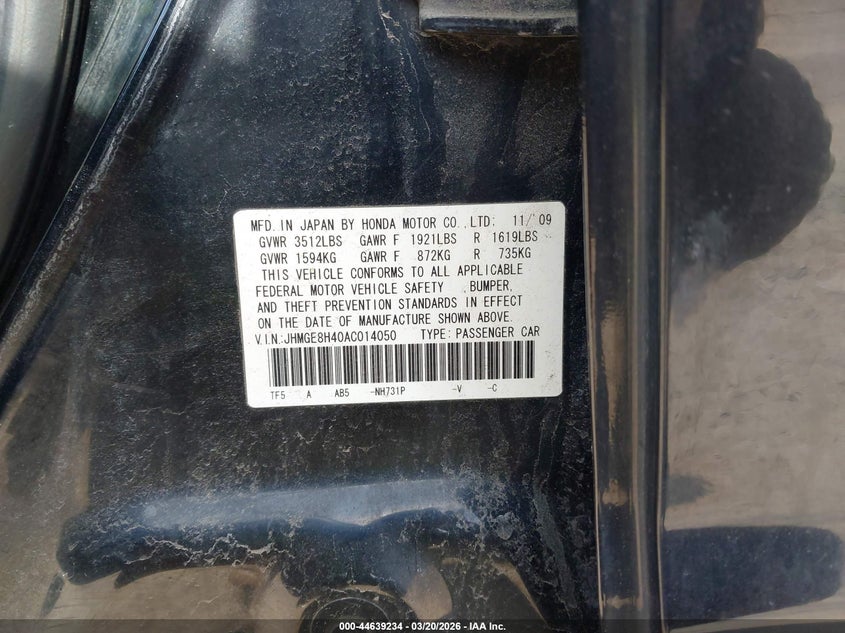 MFD. IN JAPAN BY HONDA MOTOR CO., LTD: 11/'09
GVWR 3512LBS GAWR F 1921LBS R 1619LBS
GVWR 1594KG GAWR F 872KG R 735KG
THIS VEHICLE CONFORMS TO ALL APPLICABLE
FEDERAL MOTOR VEHICLE SAFETY ,BUMPER,
AND THEFT PREVENTION STANDARDS IN EFFECT
ON THE DATE OF MANUFACTURE SHOWN ABOVE.
V.I.N.:JHMGE8H40AC014050 TYPE: PASSENGER CAR
TF5 A AB5 -NH731P -V -C
000-44639234 - 03/20/2026 - IAA Inc.